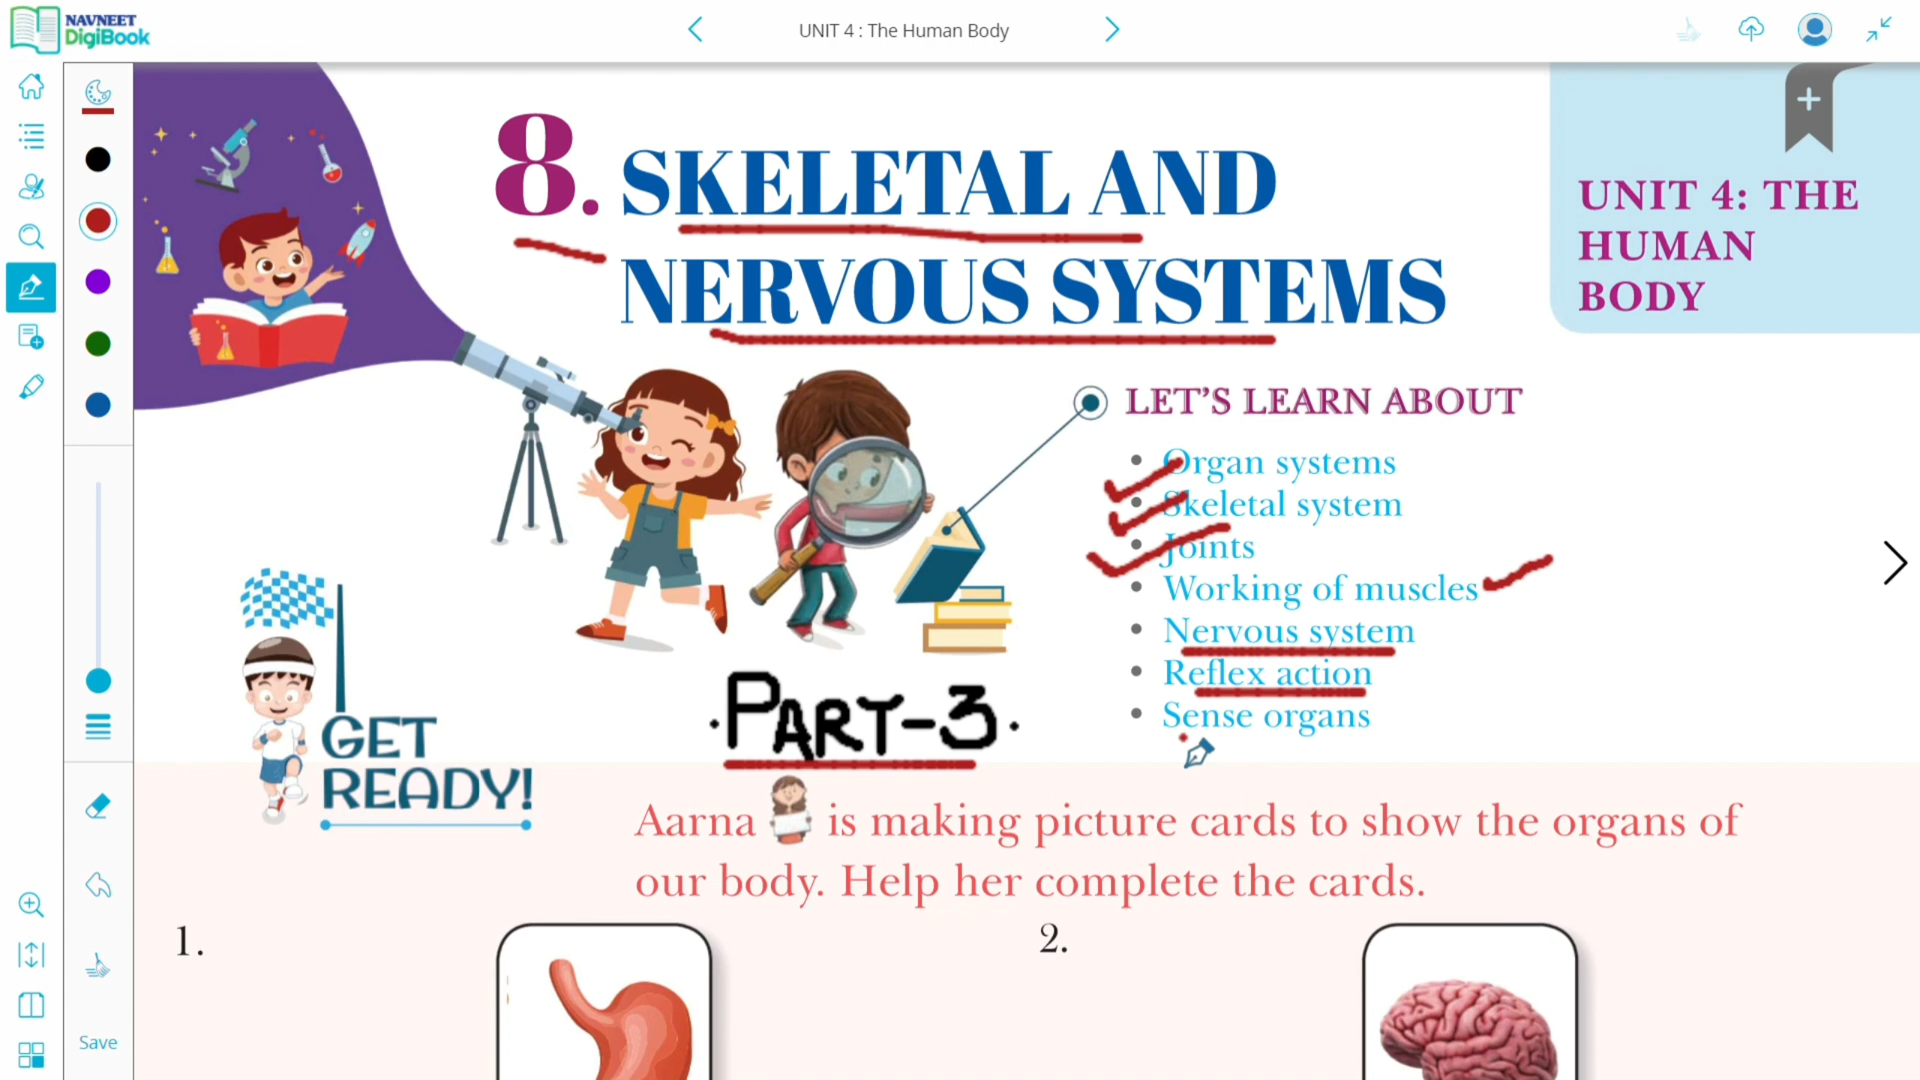 NAVNEET
DigiBook
UNIT 4 : The Human Body
8. SKELETAL AND
NERVOUS SYSTEMS
UNIT 4: THE
HUMAN
BODY
LET'S LEARN ABOUT
• Organ systems
• Skeletal system
• Joints
• Working of muscles
• Nervous system
• Reflex action
• Sense organs
·PART-3·
GET
READY!
Aarna is making picture cards to show the organs of
our body. Help her complete the cards.
1.
2.
Save